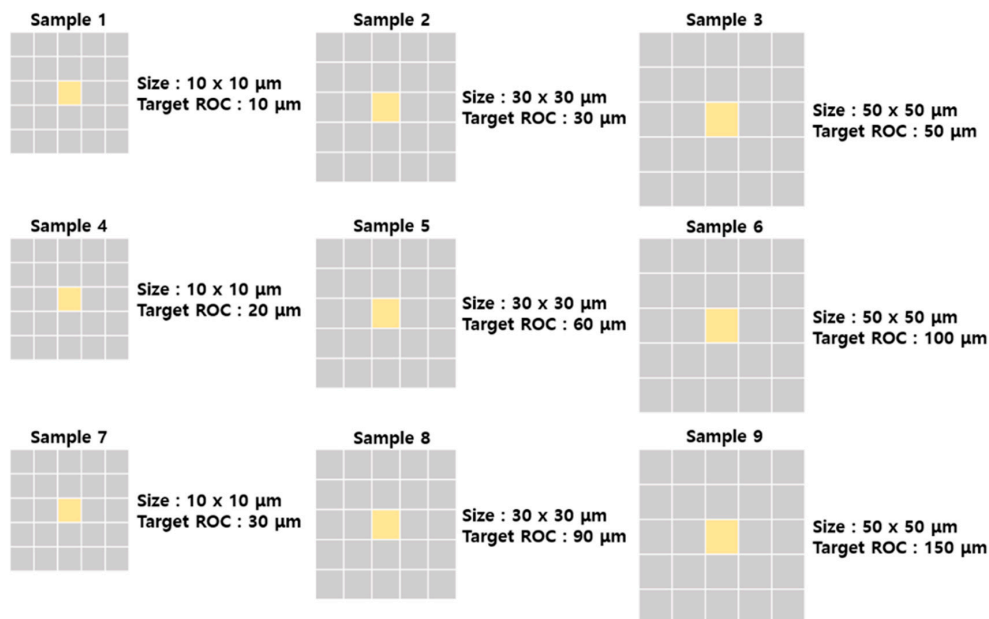 Sample 1
Size : 10 x 10 µm
Target ROC : 10 µm
Sample 2
Size : 30 x 30 µm
Target ROC : 30 µm
Sample 3
Size : 50 x 50 µm
Target ROC : 50 µm
Sample 4
Size : 10 x 10 µm
Target ROC : 20 µm
Sample 5
Size : 30 x 30 µm
Target ROC : 60 µm
Sample 6
Size : 50 x 50 µm
Target ROC : 100 µm
Sample 7
Size : 10 x 10 µm
Target ROC : 30 µm
Sample 8
Size : 30 x 30 µm
Target ROC : 90 µm
Sample 9
Size : 50 x 50 µm
Target ROC : 150 µm